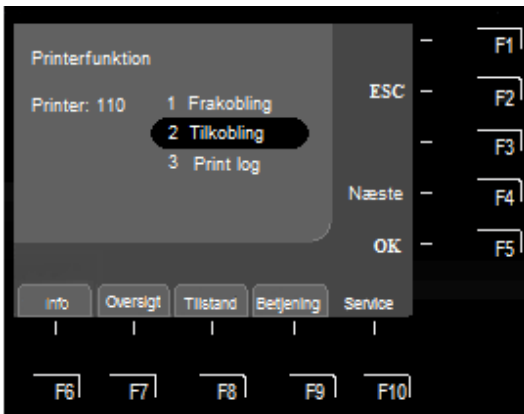 F1
Printerfunktion
ESC
F2
Printer: 110 1 Frakobling
2 Tilkobling
F3
3 Print log
Næste
F4
OK
F5
Info Oversigt Tilstand Betjening Service
F6 F7 F8 F9 F10